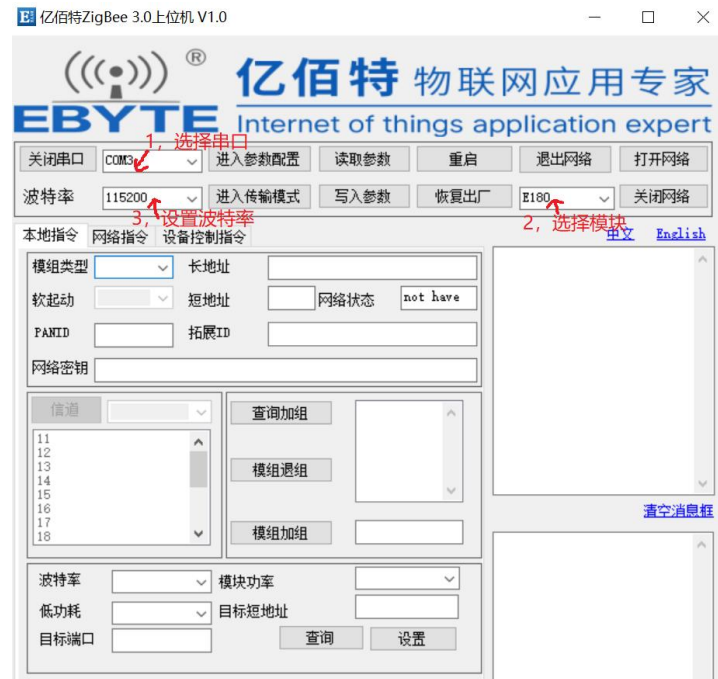 亿佰特ZigBee 3.0上位机 V1.0
®
EBYTE
亿佰特 物联网应用专家
Internet of things application expert
1，选择串口
关闭串口 COM3 进入参数配置 读取参数 重启 退出网络 打开网络
波特率 115200 进入传输模式 写入参数 恢复出厂 E180 关闭网络
3，设置波特率
2，选择模块
本地指令 网络指令 设备控制指令
中文 English
模组类型 长地址
软起动 短地址 网络状态 not have
PANID 拓展ID
网络密钥
信道
11
12
13
14
15
16
17
18
查询加组
模组退组
模组加组
清空消息框
波特率 模块功率
低功耗 目标短地址
目标端口 查询 设置